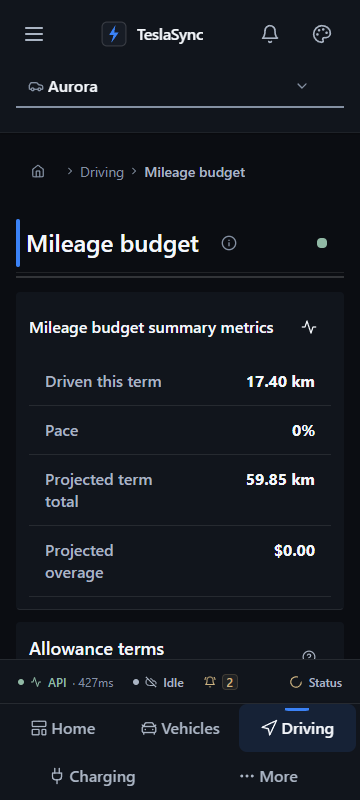 TeslaSync
Aurora
Driving
Mileage budget
Mileage budget
Mileage budget summary metrics
Driven this term
17.40 km
Pace
0%
Projected term
total
59.85 km
Projected
overage
$0.00
Allowance terms
API · 427ms
Idle
2
Status
Home
Vehicles
Driving
Charging
More